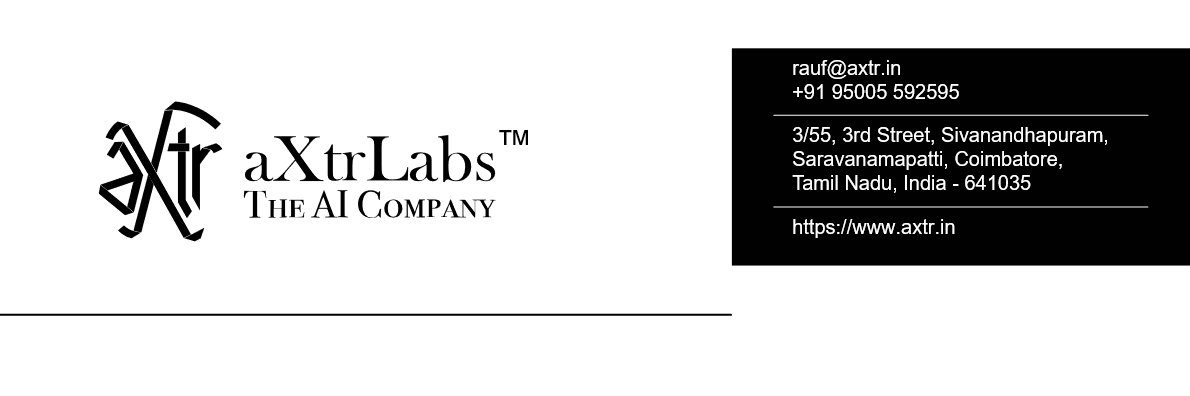 aXtr
aXtrLabs™
The AI Company
rauf@axtr.in
+91 95005 592595
3/55, 3rd Street, Sivanandhapuram,
Saravanamapatti, Coimbatore,
Tamil Nadu, India - 641035
https://www.axtr.in